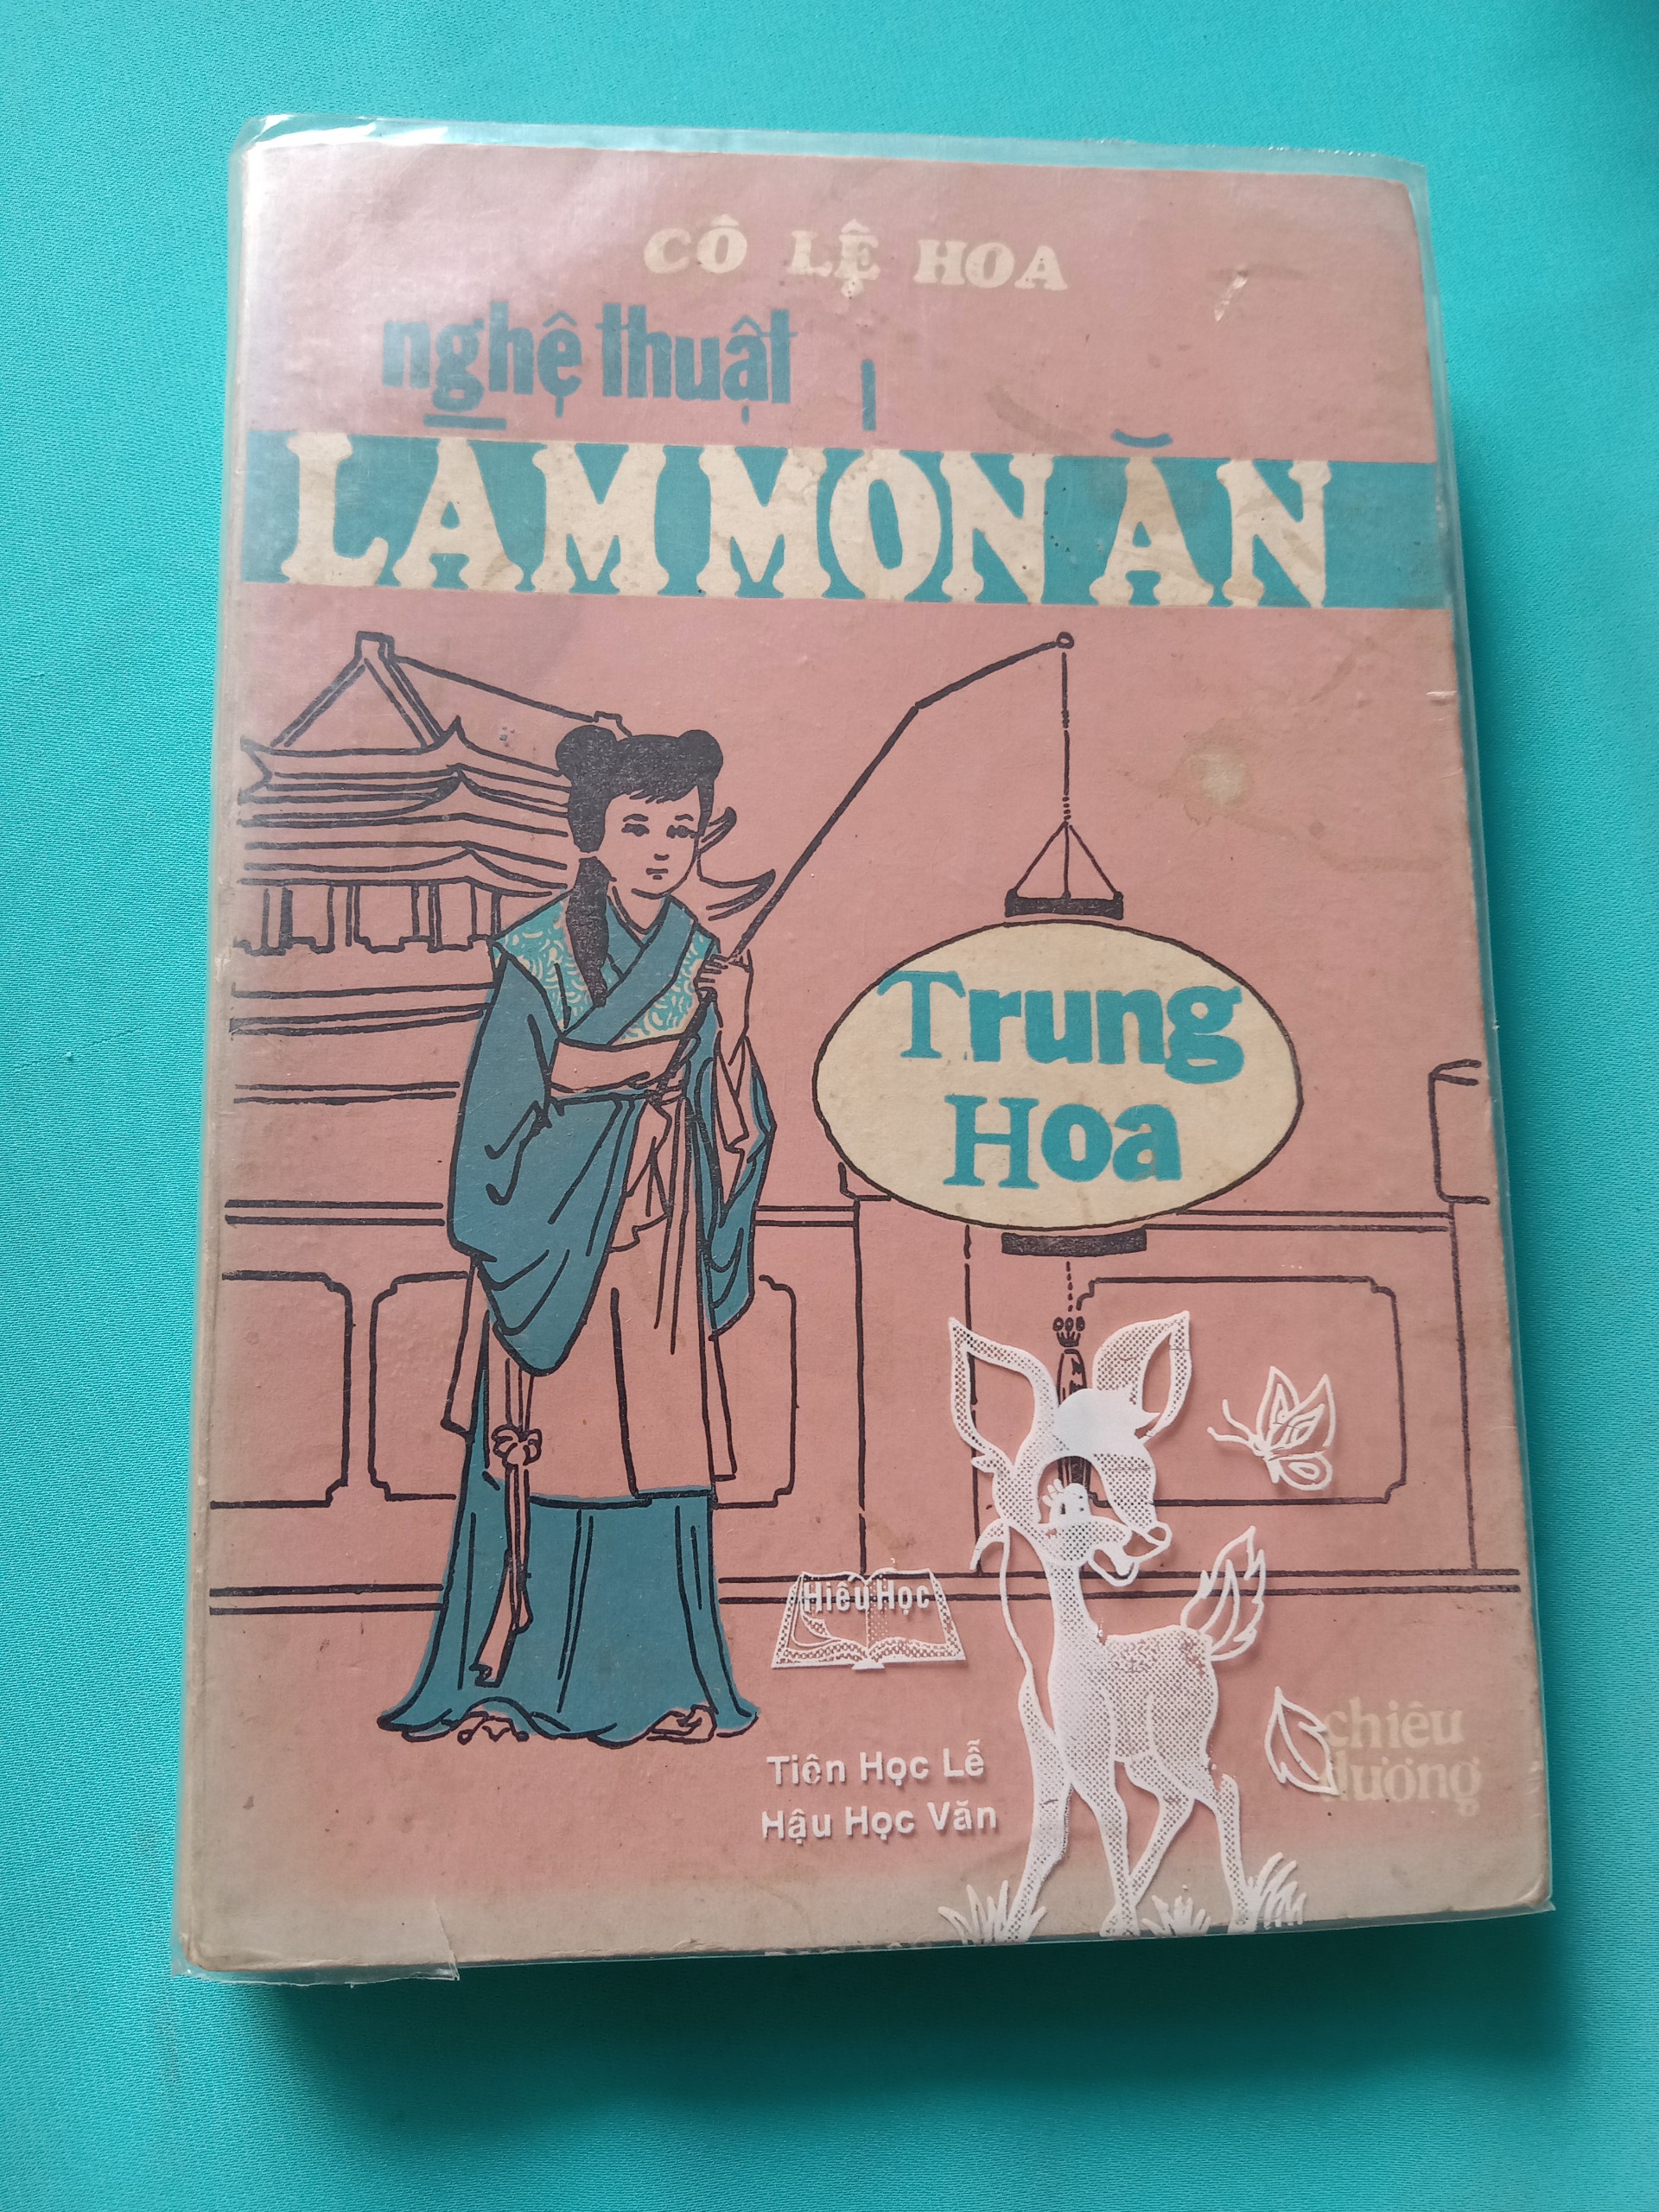 CÔ LỆ HOA
nghệ thuật
LÀM MÓN ĂN
Trung
Hoa
Hiếu Học
Tiên Học Lễ
Hậu Học Văn
chiêu
dương